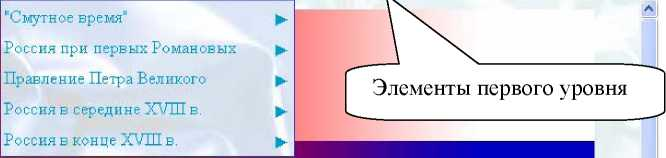 "Смутное время"
Россия при первых Романовых
Правление Петра Великого
Россия в середине XVIII в.
Россия в конце XVIII в.
Элементы первого уровня